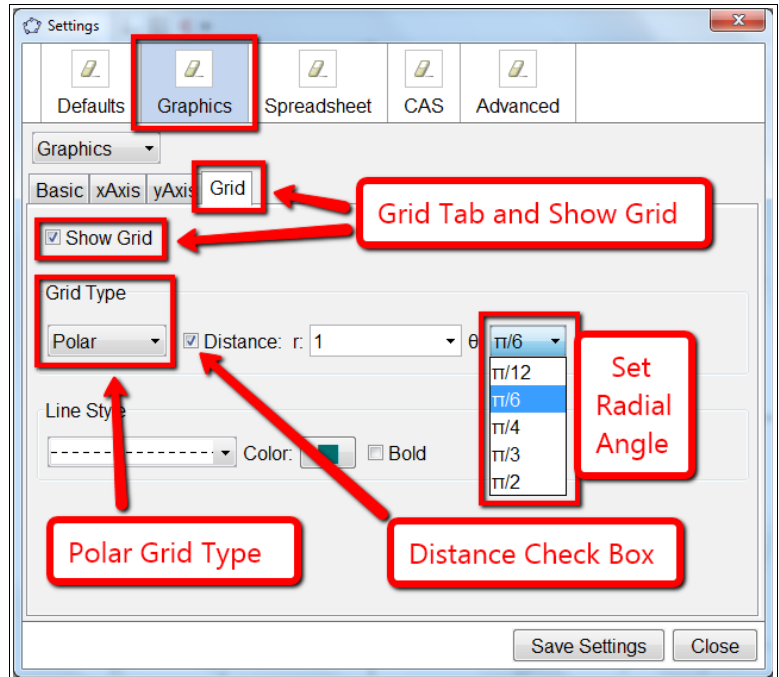 Settings
Defaults Graphics Spreadsheet CAS Advanced
Graphics
Basic xAxis yAxis Grid
Grid Tab and Show Grid
Show Grid
Grid Type
Polar Distance: r: 1 θ π/6
π/12
π/6
π/4
π/3
π/2
Set
Radial
Angle
Line Style
Color: Bold
Polar Grid Type
Distance Check Box
Save Settings Close